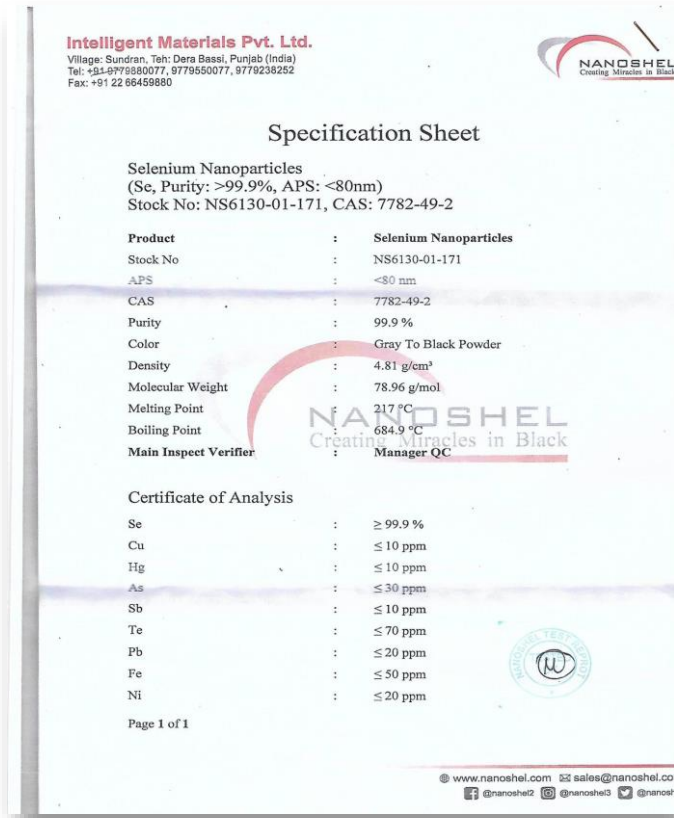 Intelligent Materials Pvt. Ltd.
Village: Sundran, Teh: Dera Bassi, Punjab (India)
Tel: +91-9779880077, 9779550077, 9779238252
Fax: +91 22 66459880
NANOSHEL
Creating Miracles in Black
Specification Sheet
Selenium Nanoparticles
(Se, Purity: >99.9%, APS: <80nm)
Stock No: NS6130-01-171, CAS: 7782-49-2
Product : Selenium Nanoparticles
Stock No : NS6130-01-171
APS : <80 nm
CAS : 7782-49-2
Purity : 99.9 %
Color : Gray To Black Powder
Density : 4.81 g/cm³
Molecular Weight : 78.96 g/mol
Melting Point : 217 °C
Boiling Point : 684.9 °C
Main Inspect Verifier : Manager QC
NANOSHEL
Creating Miracles in Black
Certificate of Analysis
Se : ≥ 99.9 %
Cu : ≤ 10 ppm
Hg : ≤ 10 ppm
As : ≤ 30 ppm
Sb : ≤ 10 ppm
Te : ≤ 70 ppm
Pb : ≤ 20 ppm
Fe : ≤ 50 ppm
Ni : ≤ 20 ppm
NANOSHEL TEST REPROT
Page 1 of 1
www.nanoshel.com sales@nanoshel.co
@nanoshel2 @nanoshel3 @nanosh